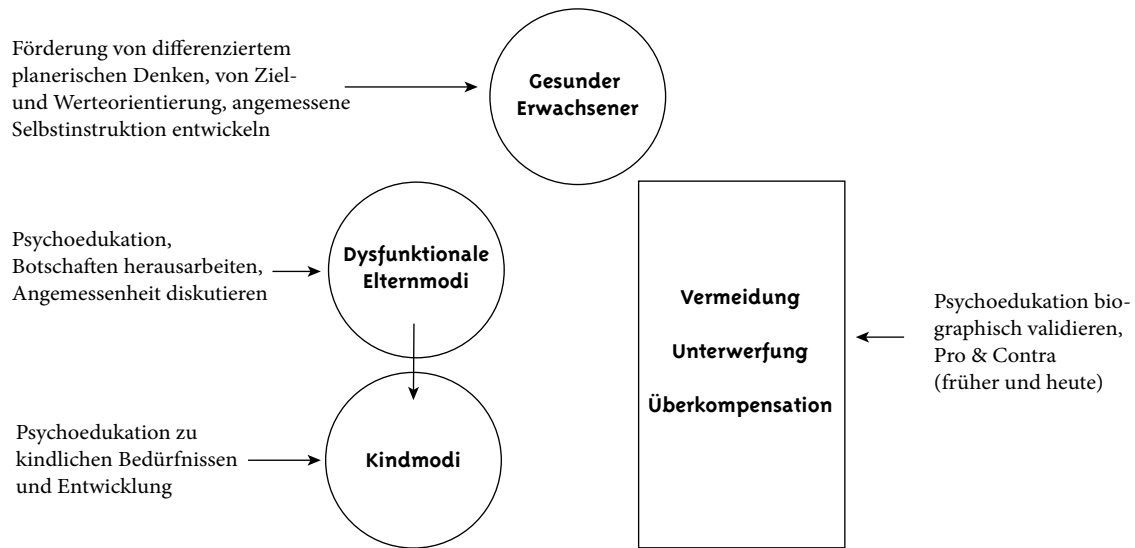 Förderung von differenziertem
planerischen Denken, von Ziel-
und Werteorientierung, angemessene
Selbstinstruktion entwickeln
Gesunder
Erwachsener
Psychoedukation,
Botschaften herausarbeiten,
Angemessenheit diskutieren
Dysfunktionale
Elternmodi
Vermeidung
Unterwerfung
Überkompensation
Psychoedukation bio-
graphisch validieren,
Pro & Contra
(früher und heute)
Psychoedukation zu
kindlichen Bedürfnissen
und Entwicklung
Kindmodi